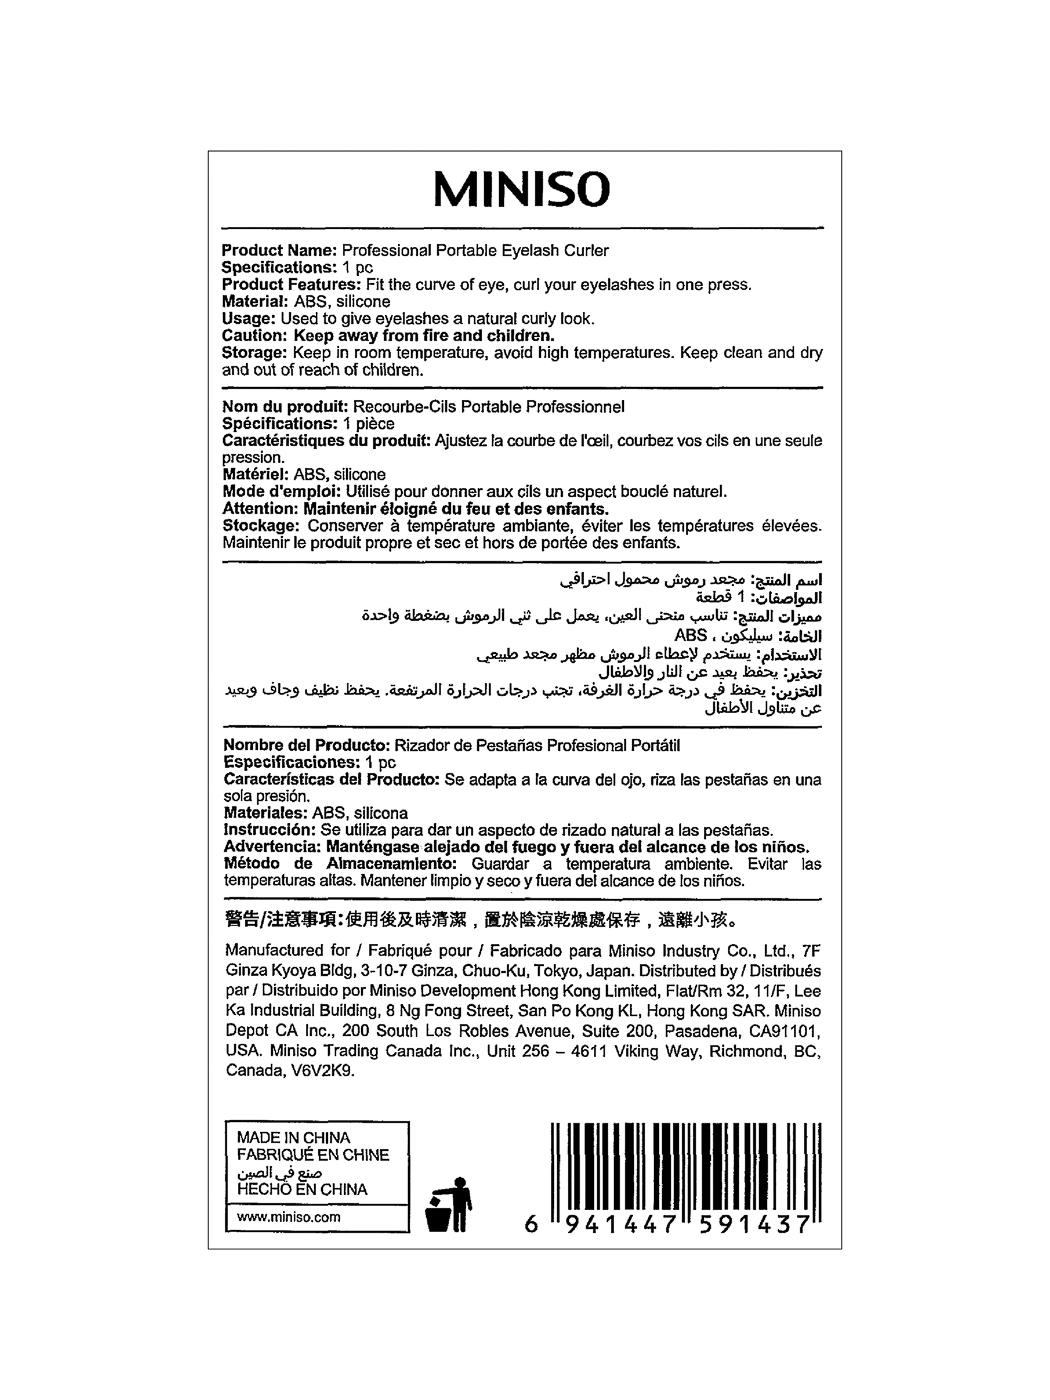 MINISO
Product Name: Professional Portable Eyelash Curler
Specifications: 1 pc
Product Features: Fit the curve of eye, curl your eyelashes in one press.
Material: ABS, silicone
Usage: Used to give eyelashes a natural curly look.
Caution: Keep away from fire and children.
Storage: Keep in room temperature, avoid high temperatures. Keep clean and dry
and out of reach of children.
Nom du produit: Recourbe-Cils Portable Professionnel
Spécifications: 1 pièce
Caractéristiques du produit: Ajustez la courbe de l'œil, courbez vos cils en une seule
pression.
Matériel: ABS, silicone
Mode d'emploi: Utilisé pour donner aux cils un aspect bouclé naturel.
Attention: Maintenir éloigné du feu et des enfants.
Stockage: Conserver à température ambiante, éviter les températures élevées.
Maintenir le produit propre et sec et hors de portée des enfants.
اسم المنتج: مجعد رموش محمول احترافي
المواصفات: 1 قطعة
مميزات المنتج: تناسب منحنى العين، يعمل على ثني الرموش بضغطة واحدة
الخامة: سيليكون ، ABS
الاستخدام: يستخدم لإعطاء الرموش مظهر مجعد طبيعي
تحذير: يحفظ بعيد عن النار والاطفال
التخزين: يحفظ في درجة حرارة الغرفة، تجنب درجات الحرارة المرتفعة. يحفظ نظيف وجاف وبعيد
عن متناول الأطفال
Nombre del Producto: Rizador de Pestañas Profesional Portátil
Especificaciones: 1 pc
Características del Producto: Se adapta a la curva del ojo, riza las pestañas en una
sola presión.
Materiales: ABS, silicona
Instrucción: Se utiliza para dar un aspecto de rizado natural a las pestañas.
Advertencia: Manténgase alejado del fuego y fuera del alcance de los niños.
Método de Almacenamiento: Guardar a temperatura ambiente. Evitar las
temperaturas altas. Mantener limpio y seco y fuera del alcance de los niños.
警告/注意事項:使用後及時清潔，置於陰涼乾燥處保存，遠離小孩。
Manufactured for / Fabriqué pour / Fabricado para Miniso Industry Co., Ltd., 7F
Ginza Kyoya Bldg, 3-10-7 Ginza, Chuo-Ku, Tokyo, Japan. Distributed by / Distribués
par / Distribuido por Miniso Development Hong Kong Limited, Flat/Rm 32, 11/F, Lee
Ka Industrial Building, 8 Ng Fong Street, San Po Kong KL, Hong Kong SAR. Miniso
Depot CA Inc., 200 South Los Robles Avenue, Suite 200, Pasadena, CA91101,
USA. Miniso Trading Canada Inc., Unit 256 – 4611 Viking Way, Richmond, BC,
Canada, V6V2K9.
MADE IN CHINA
FABRIQUÉ EN CHINE
صنع في الصين
HECHO EN CHINA
www.miniso.com
6 941447 591437